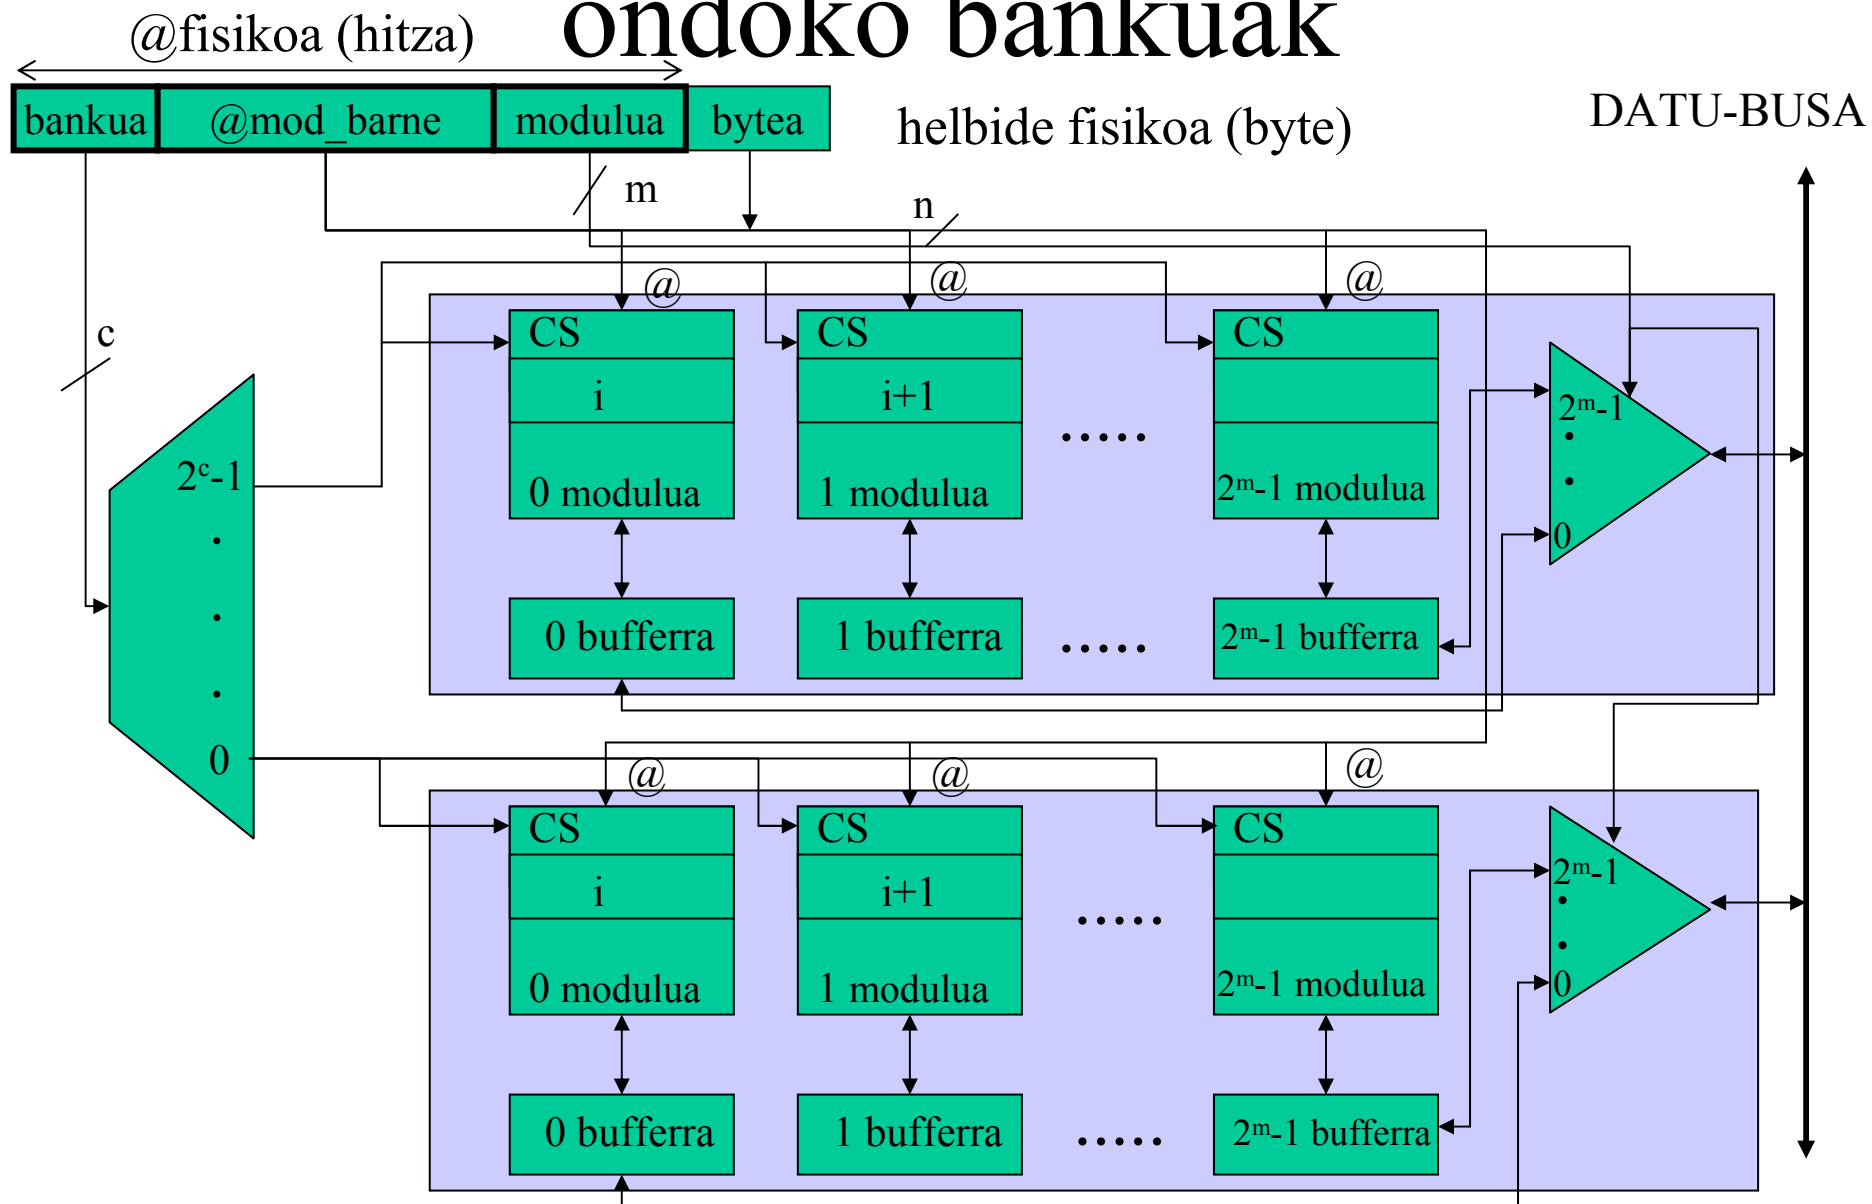 ondoko bankuak
@fisikoa (hitza)
bankua @mod_barne modulua bytea
helbide fisikoa (byte)
DATU-BUSA
m
n
c
@ @ @
CS CS CS
i i+1
2ᵐ-1
.....
2ᶜ-1
0 modulua 1 modulua 2ᵐ-1 modulua
0
0 bufferra 1 bufferra ..... 2ᵐ-1 bufferra
0
@ @ @
CS CS CS
2ᵐ-1
i i+1
.....
0 modulua 1 modulua 2ᵐ-1 modulua 0
0 bufferra 1 bufferra ..... 2ᵐ-1 bufferra